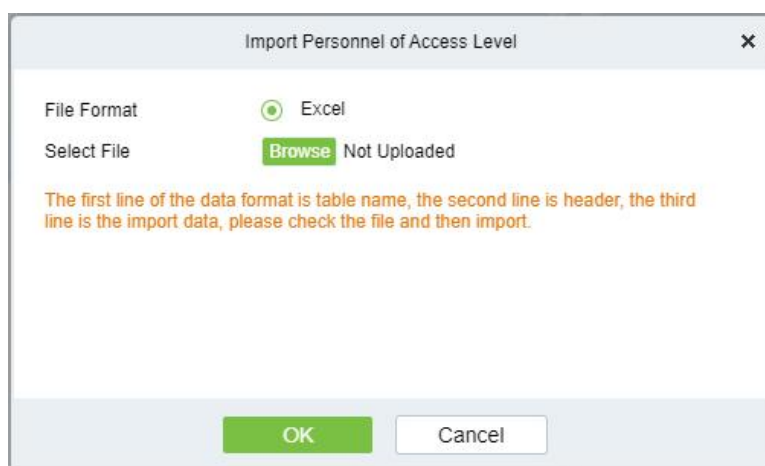 Import Personnel of Access Level
File Format Excel
Select File Browse Not Uploaded
The first line of the data format is table name, the second line is header, the third
line is the import data, please check the file and then import.
OK Cancel